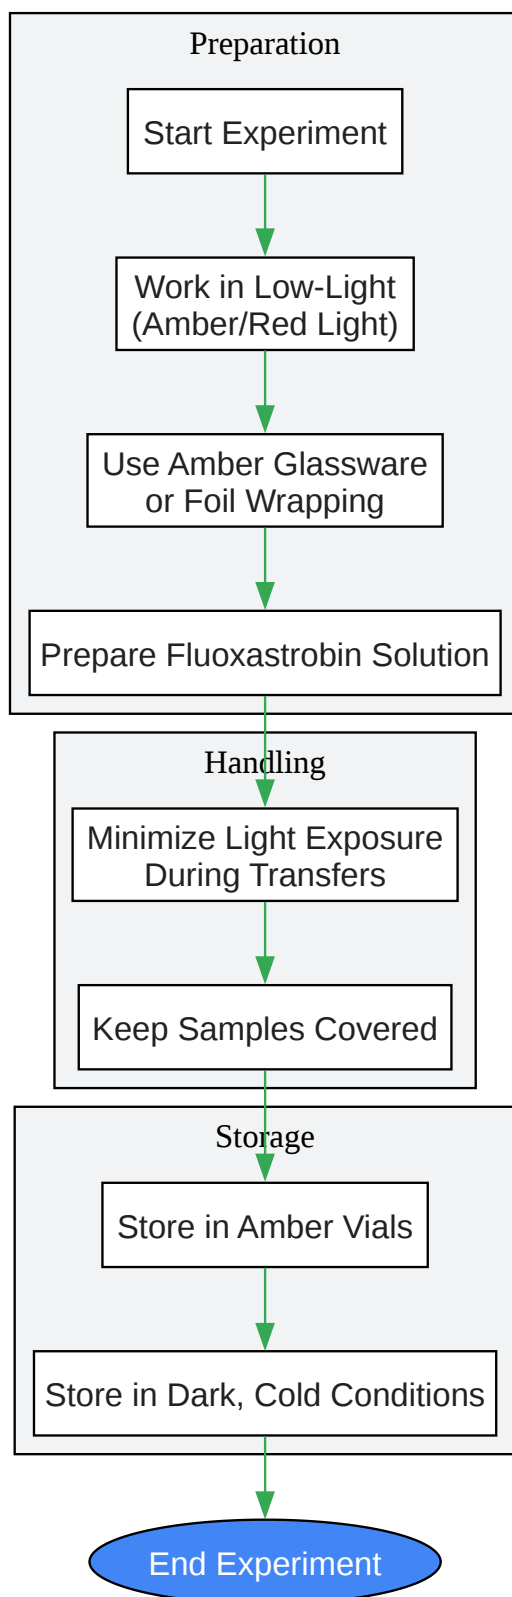 Preparation
Start Experiment
Work in Low-Light
(Amber/Red Light)
Use Amber Glassware
or Foil Wrapping
Prepare Fluoxastrobin Solution
Handling
Minimize Light Exposure
During Transfers
Keep Samples Covered
Storage
Store in Amber Vials
Store in Dark, Cold Conditions
End Experiment